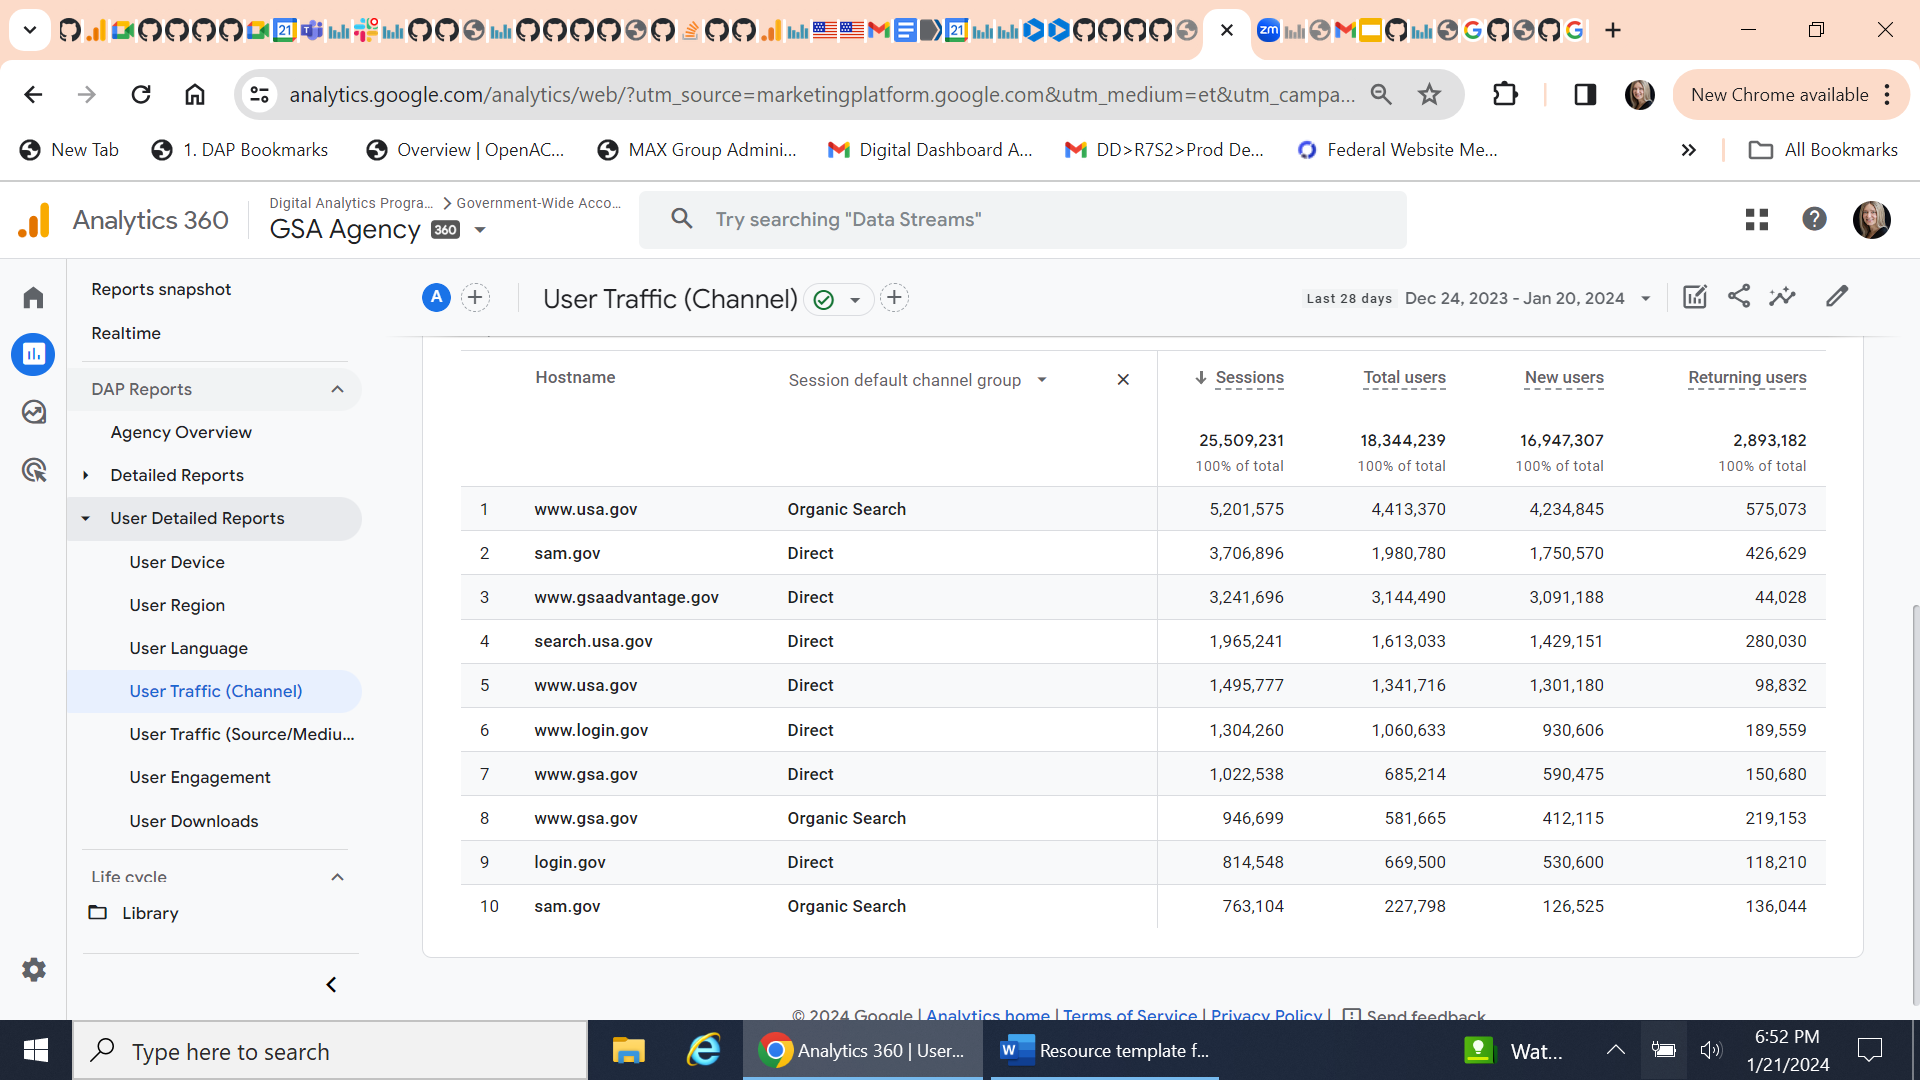 21
21
zm
analytics.google.com/analytics/web/?utm_source=marketingplatform.google.com&utm_medium=et&utm_campa...
New Chrome available
New Tab
1. DAP Bookmarks
Overview | OpenAC...
MAX Group Admini...
Digital Dashboard A...
DD>R7S2>Prod De...
Federal Website Me...
All Bookmarks
Analytics 360
Digital Analytics Progra... > Government-Wide Acco...
GSA Agency 360
Try searching "Data Streams"
Reports snapshot
Realtime
DAP Reports
Agency Overview
Detailed Reports
User Detailed Reports
User Device
User Region
User Language
User Traffic (Channel)
User Traffic (Source/Mediu...
User Engagement
User Downloads
Life cycle
Library
A
User Traffic (Channel)
Last 28 days Dec 24, 2023 - Jan 20, 2024
Hostname Session default channel group Sessions Total users New users Returning users
25,509,231 18,344,239 16,947,307 2,893,182
100% of total 100% of total 100% of total 100% of total
1 www.usa.gov Organic Search 5,201,575 4,413,370 4,234,845 575,073
2 sam.gov Direct 3,706,896 1,980,780 1,750,570 426,629
3 www.gsaadvantage.gov Direct 3,241,696 3,144,490 3,091,188 44,028
4 search.usa.gov Direct 1,965,241 1,613,033 1,429,151 280,030
5 www.usa.gov Direct 1,495,777 1,341,716 1,301,180 98,832
6 www.login.gov Direct 1,304,260 1,060,633 930,606 189,559
7 www.gsa.gov Direct 1,022,538 685,214 590,475 150,680
8 www.gsa.gov Organic Search 946,699 581,665 412,115 219,153
9 login.gov Direct 814,548 669,500 530,600 118,210
10 sam.gov Organic Search 763,104 227,798 126,525 136,044
© 2024 Google | Analytics home | Terms of Service | Privacy Policy | Send feedback
Type here to search
Analytics 360 | User...
Resource template f...
Wat...
6:52 PM
1/21/2024